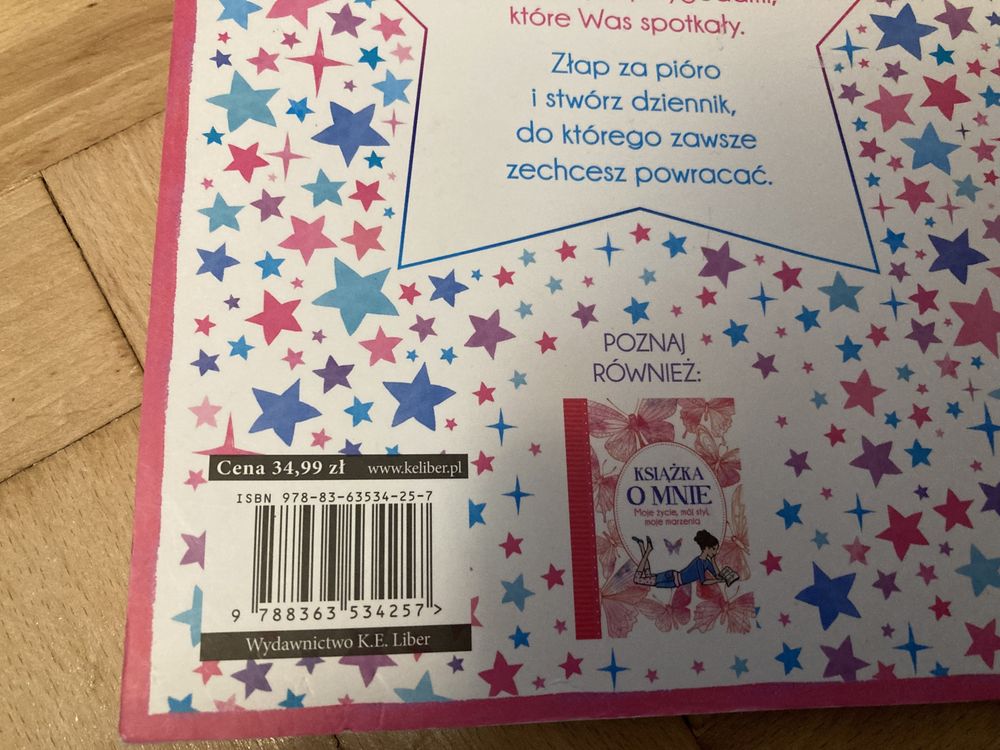 które Was spotkały.
Złap za pióro
i stwórz dziennik,
do którego zawsze
zechcesz powracać.
POZNAJ
RÓWNIEŻ:
KSIĄŻKA
O MNIE
Moje życie, mój styl,
moje marzenia
Cena 34,99 zł www.keliber.pl
ISBN 978-83-63534-25-7
9 788363 534257 >
Wydawnictwo K.E. Liber